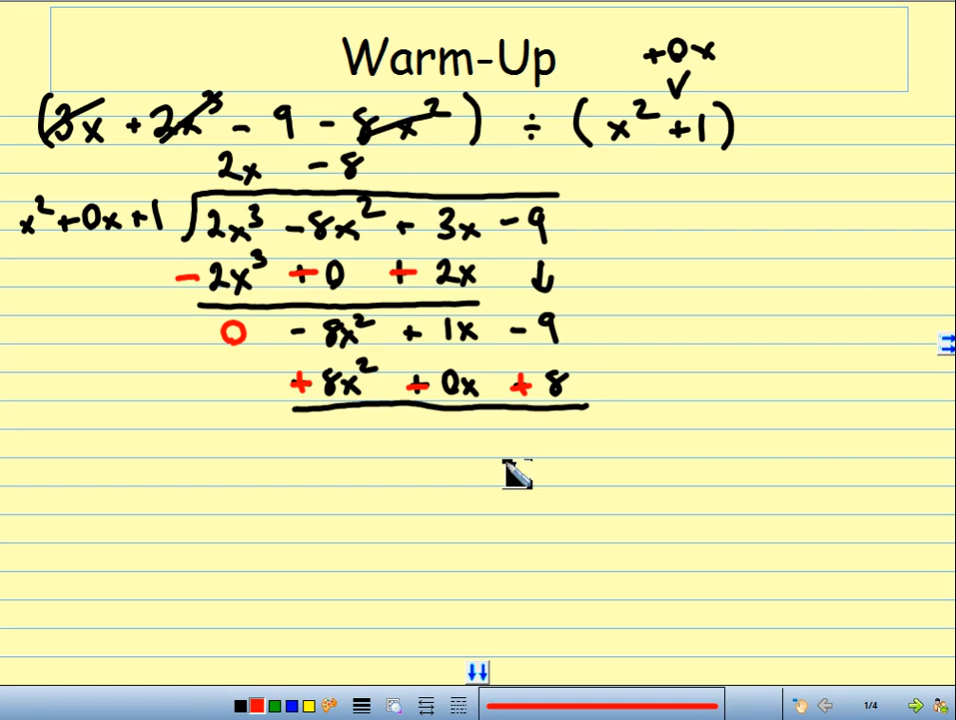 Warm-Up
+0x
(3x + 2x³ - 9 - 8x²) ÷ (x² + 1)
2x - 8
x² + 0x + 1 2x³ - 8x² + 3x - 9
- 2x³ + 0 + 2x ↓
0 - 8x² + 1x - 9
+ 8x² + 0x + 8
1/4